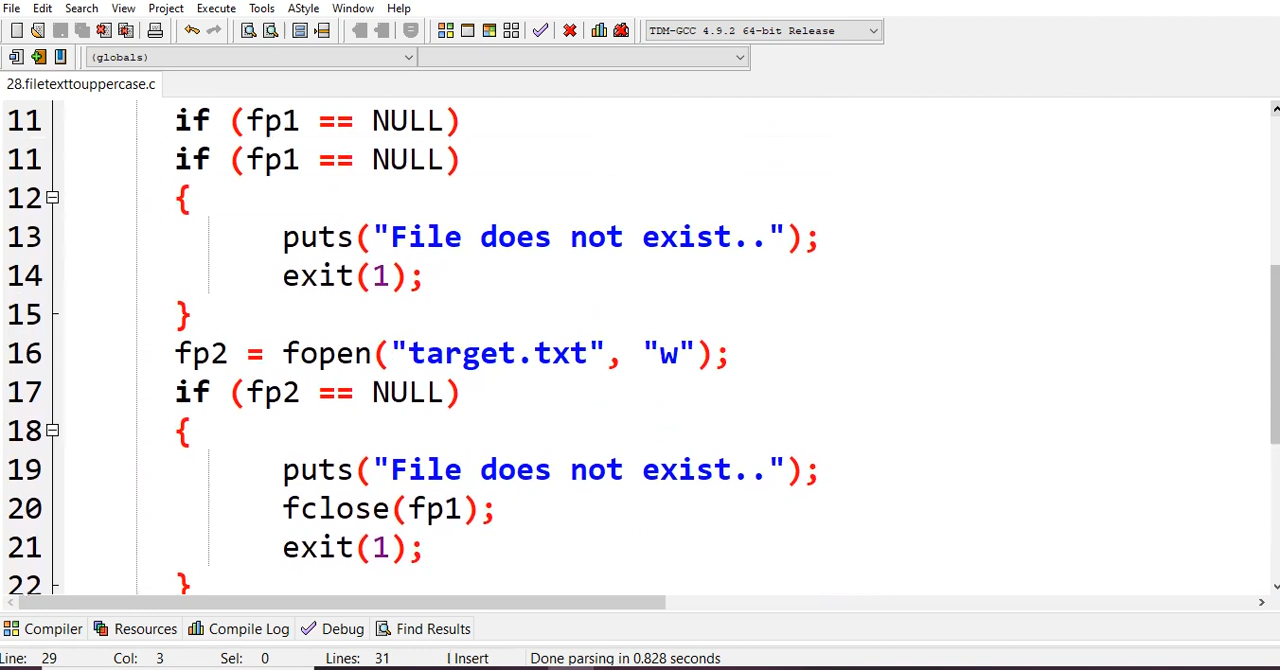 File Edit Search View Project Execute Tools AStyle Window Help
TDM-GCC 4.9.2 64-bit Release
(globals)
28.filetexttouppercase.c
11 if (fp1 == NULL)
11 if (fp1 == NULL)
12 {
13 puts("File does not exist..");
14 exit(1);
15 }
16 fp2 = fopen("target.txt", "w");
17 if (fp2 == NULL)
18 {
19 puts("File does not exist..");
20 fclose(fp1);
21 exit(1);
22 }
Compiler Resources Compile Log Debug Find Results
Line: 29 Col: 3 Sel: 0 Lines: 31 Insert Done parsing in 0.828 seconds